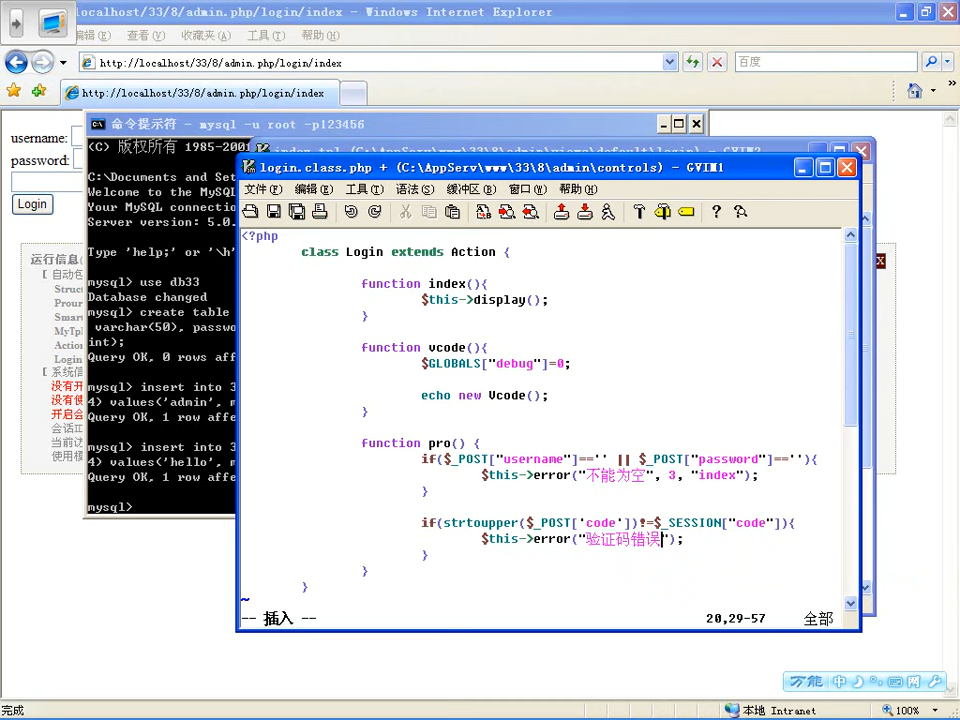 localhost/33/8/admin.php/login/index - Windows Internet Explorer
编辑(E) 查看(V) 收藏夹(A) 工具(T) 帮助(H)
http://localhost/33/8/admin.php/login/index
百度
http://localhost/33/8/admin.php/login/index
username:
password:
Login
运行信息
[ 自动包
Struc
Prour
Smar
MyTpl
Action
Login
[ 系统信
没有开
没有使
开启会
会话I
当前访
使用模
命令提示符 - mysql -u root -p123456
(C) 版权所有 1985-2001
C:\Documents and Set
Welcome to the MySQL
Your MySQL connectio
Server version: 5.0.
Type 'help;' or '\h'
mysql> use db33
Database changed
mysql> create table
varchar(50), passwo
int);
Query OK, 0 rows aff
mysql> insert into 3
4) values('admin', m
Query OK, 1 row affe
mysql> insert into 3
4) values('hello', m
Query OK, 1 row affe
mysql>
login.class.php + (C:\AppServ\www\33\8\admin\controls) - GVIM1
文件(F) 编辑(E) 工具(T) 语法(S) 缓冲区(B) 窗口(W) 帮助(H)
<?php
class Login extends Action {
function index(){
$this->display();
}
function vcode(){
$GLOBALS["debug"]=0;
echo new Vcode();
}
function pro() {
if($_POST["username"]=='' || $_POST["password"]==''){
$this->error("不能为空", 3, "index");
}
if(strtoupper($_POST['code'])!=$_SESSION["code"]){
$this->error("验证码错误");
}
}
}
~
-- 插入 --
20,29-57
全部
X
万能 中
完成
本地 Intranet
100%